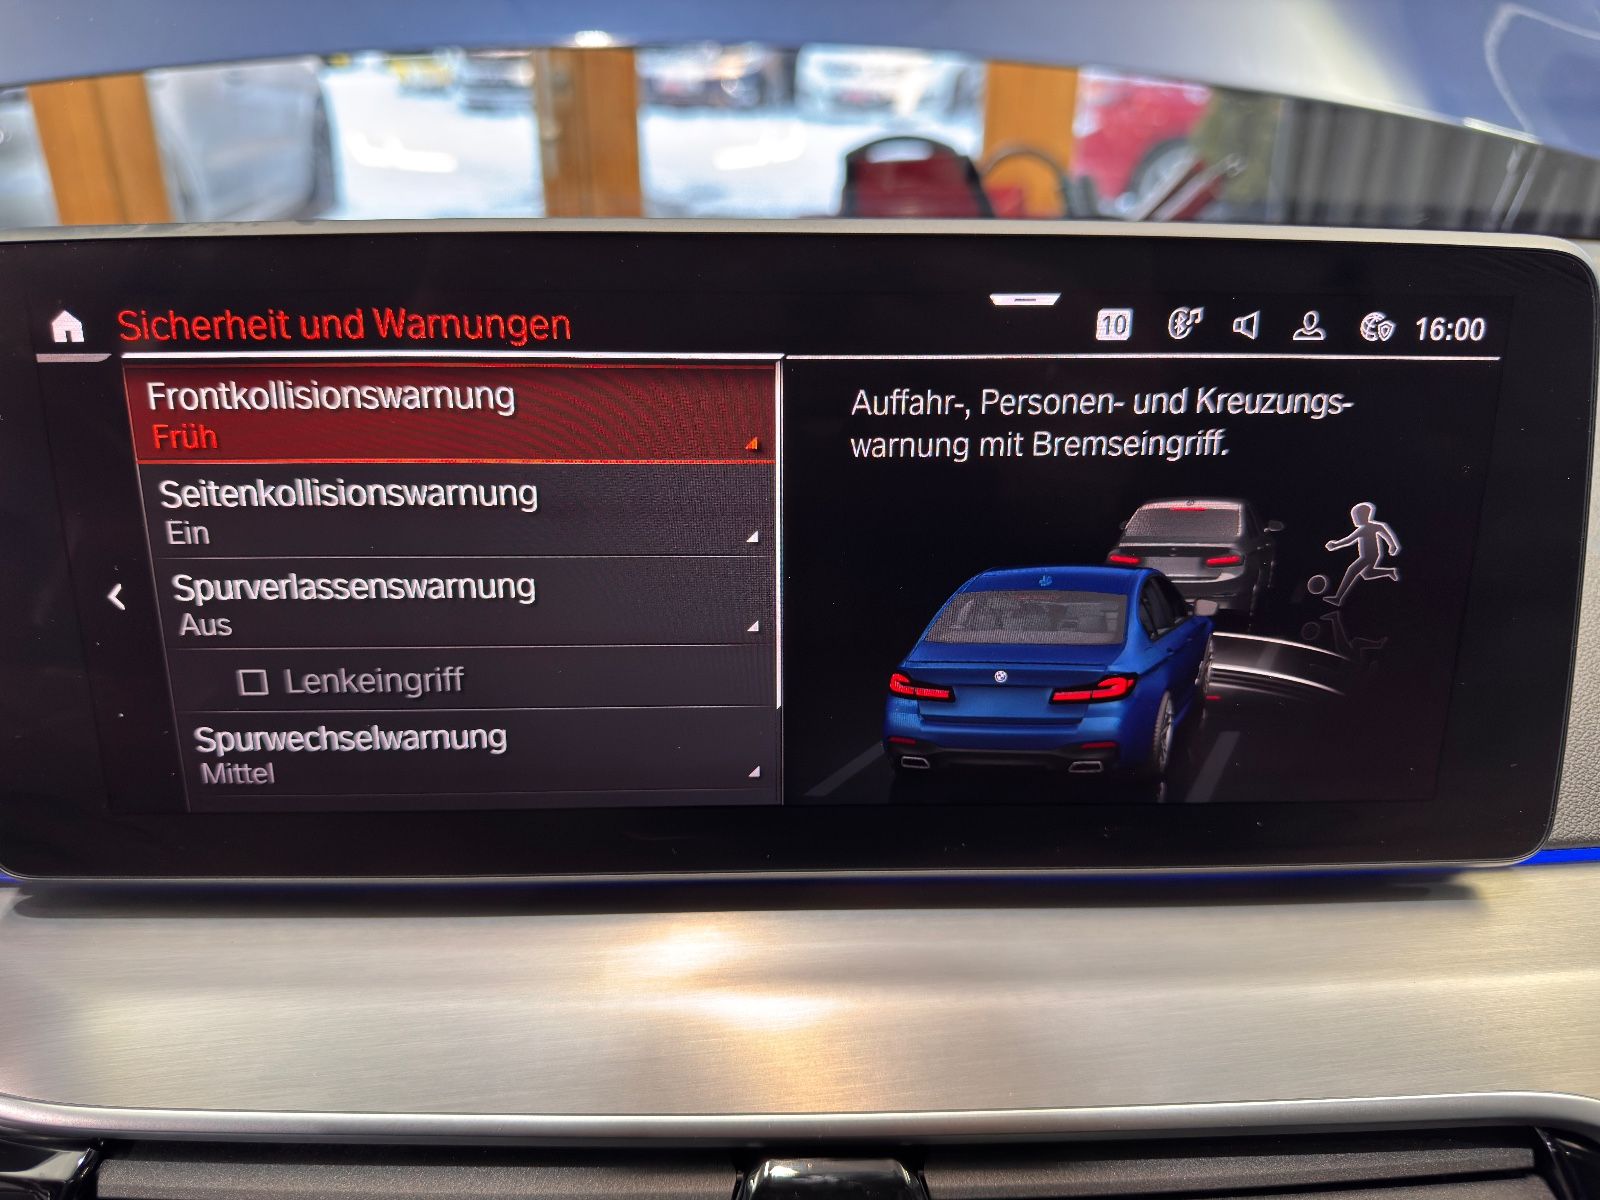 Sicherheit und Warnungen
10
16:00
Frontkollisionswarnung
Früh
Seitenkollisionswarnung
Ein
Spurverlassenswarnung
Aus
Lenkeingriff
Spurwechselwarnung
Mittel
Auffahr-, Personen- und Kreuzungs-
warnung mit Bremseingriff.